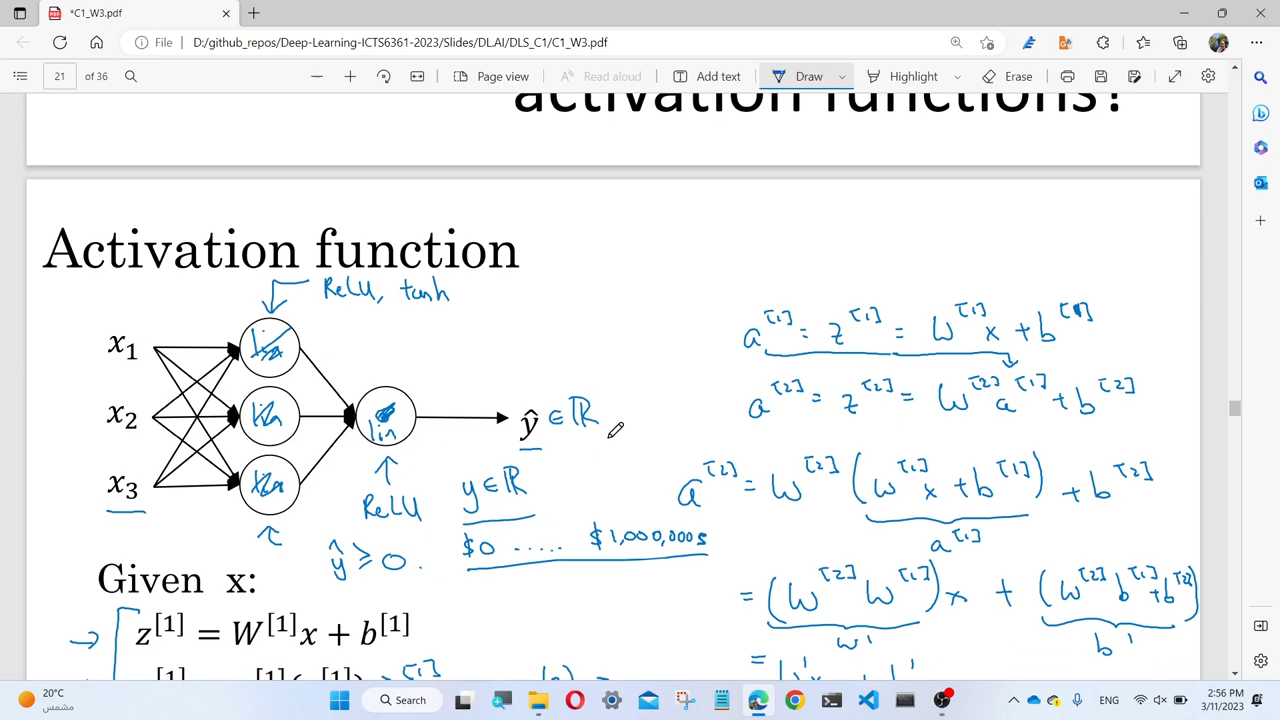 *C1_W3.pdf
File D:/github_repos/Deep-Learning-ICTS6361-2023/Slides/DL.AI/DLS_C1/C1_W3.pdf
21 of 36 Page view Read aloud Add text Draw Highlight Erase
activation functions?
Activation function
ReLU, tanh
x₁
x₂
x₃
lin
ŷ ∈ ℝ
ReLU
y ∈ ℝ
ŷ ≥ 0.
$0 ..... $1,000,000s
a^[1] = z^[1] = W^[1] x + b^[1]
a^[2] = z^[2] = W^[2] a^[1] + b^[2]
a^[2] = W^[2] (W^[1] x + b^[1]) + b^[2]
a^[1]
= (W^[2] W^[1]) x + (W^[2] b^[1] + b^[2])
W' b'
Given x:
→ z^[1] = W^[1]x + b^[1]
20°C
مشمس
Search
ENG
2:56 PM
3/11/2023